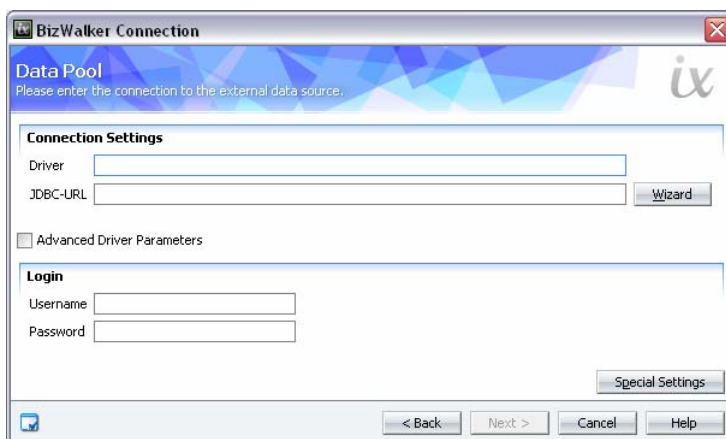 ix BizWalker Connection
Data Pool
Please enter the connection to the external data source.
ix
Connection Settings
Driver
JDBC-URL
Wizard
Advanced Driver Parameters
Login
Username
Password
Special Settings
< Back Next > Cancel Help